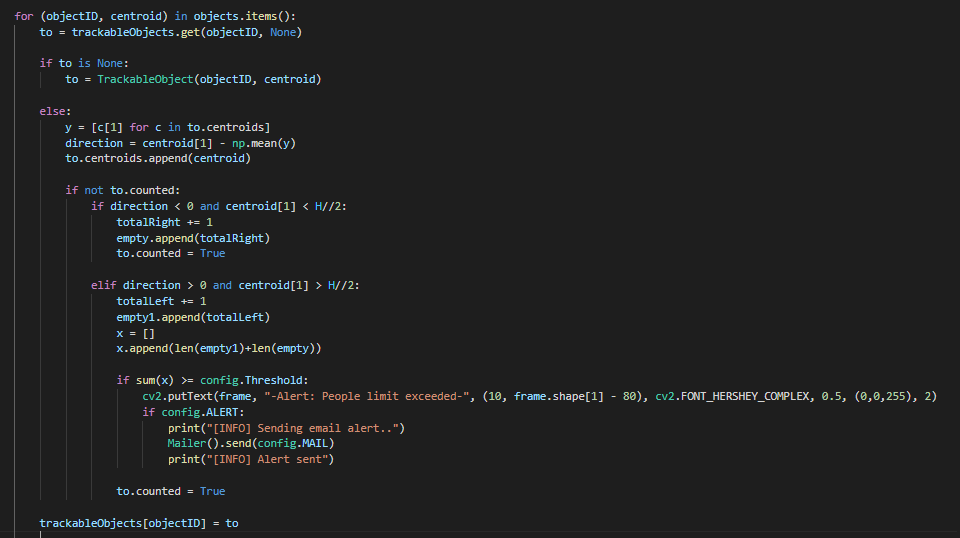 for (objectID, centroid) in objects.items():
    to = trackableObjects.get(objectID, None)
    if to is None:
        to = TrackableObject(objectID, centroid)
    else:
        y = [c[1] for c in to.centroids]
        direction = centroid[1] - np.mean(y)
        to.centroids.append(centroid)
        if not to.counted:
            if direction < 0 and centroid[1] < H//2:
                totalRight += 1
                empty.append(totalRight)
                to.counted = True
            elif direction > 0 and centroid[1] > H//2:
                totalLeft += 1
                empty1.append(totalLeft)
                x = []
                x.append(len(empty1)+len(empty))
                if sum(x) >= config.Threshold:
                    cv2.putText(frame, "-Alert: People limit exceeded-", (10, frame.shape[1] - 80), cv2.FONT_HERSHEY_COMPLEX, 0.5, (0,0,255), 2)
                    if config.ALERT:
                        print("[INFO] Sending email alert..")
                        Mailer().send(config.MAIL)
                        print("[INFO] Alert sent")
                to.counted = True
    trackableObjects[objectID] = to